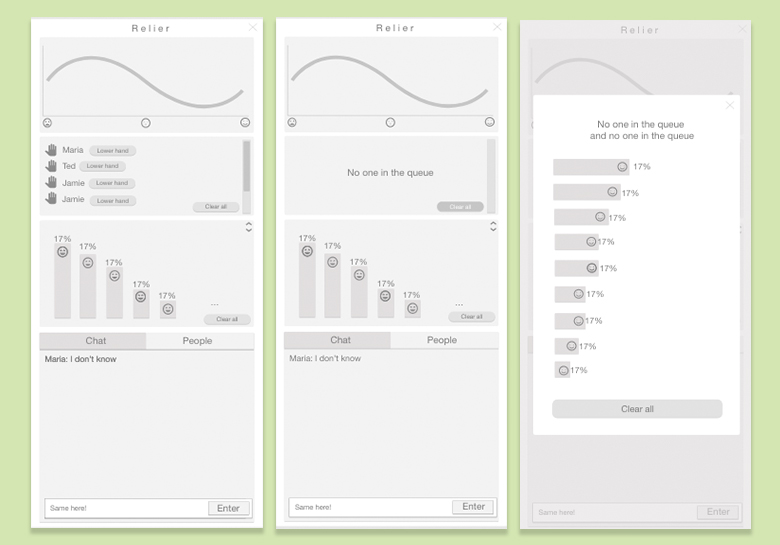 Relier
Maria Lower hand
Ted Lower hand
Jamie Lower hand
Jamie Lower hand
Clear all
17%
17%
17%
17%
17%
...
Clear all
Chat People
Maria: I don't know
Same here! Enter
Relier
No one in the queue
Clear all
17%
17%
17%
17%
17%
...
Clear all
Chat People
Maria: I don't know
Same here! Enter
Relier
No one in the queue
and no one in the queue
17%
17%
17%
17%
17%
17%
17%
17%
17%
Clear all
Same here! Enter